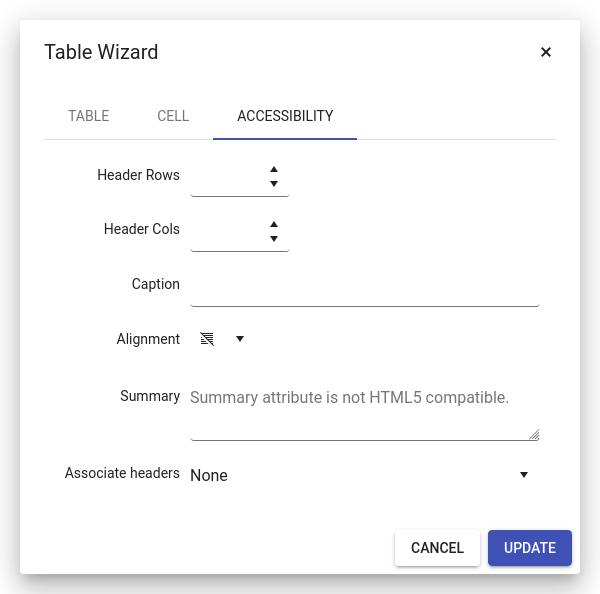 Table Wizard
TABLE CELL ACCESSIBILITY
Header Rows
Header Cols
Caption
Alignment
Summary Summary attribute is not HTML5 compatible.
Associate headers None
CANCEL UPDATE